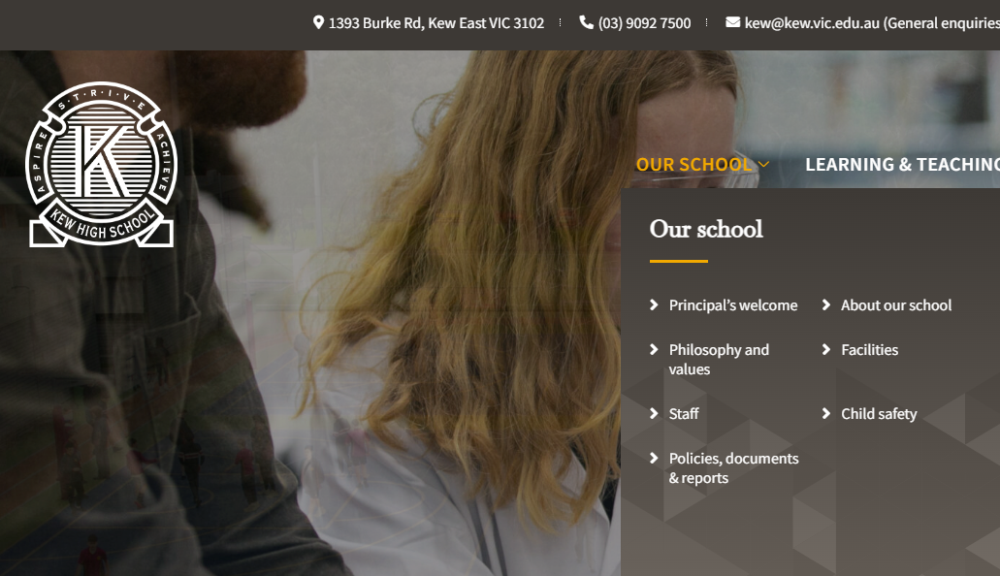 1393 Burke Rd, Kew East VIC 3102
(03) 9092 7500
kew@kew.vic.edu.au (General enquiries
STRIVE
ASPIRE
ACHIEVE
K
KEW HIGH SCHOOL
OUR SCHOOL
LEARNING & TEACHING
Our school
Principal’s welcome
About our school
Philosophy and
values
Facilities
Staff
Child safety
Policies, documents
& reports